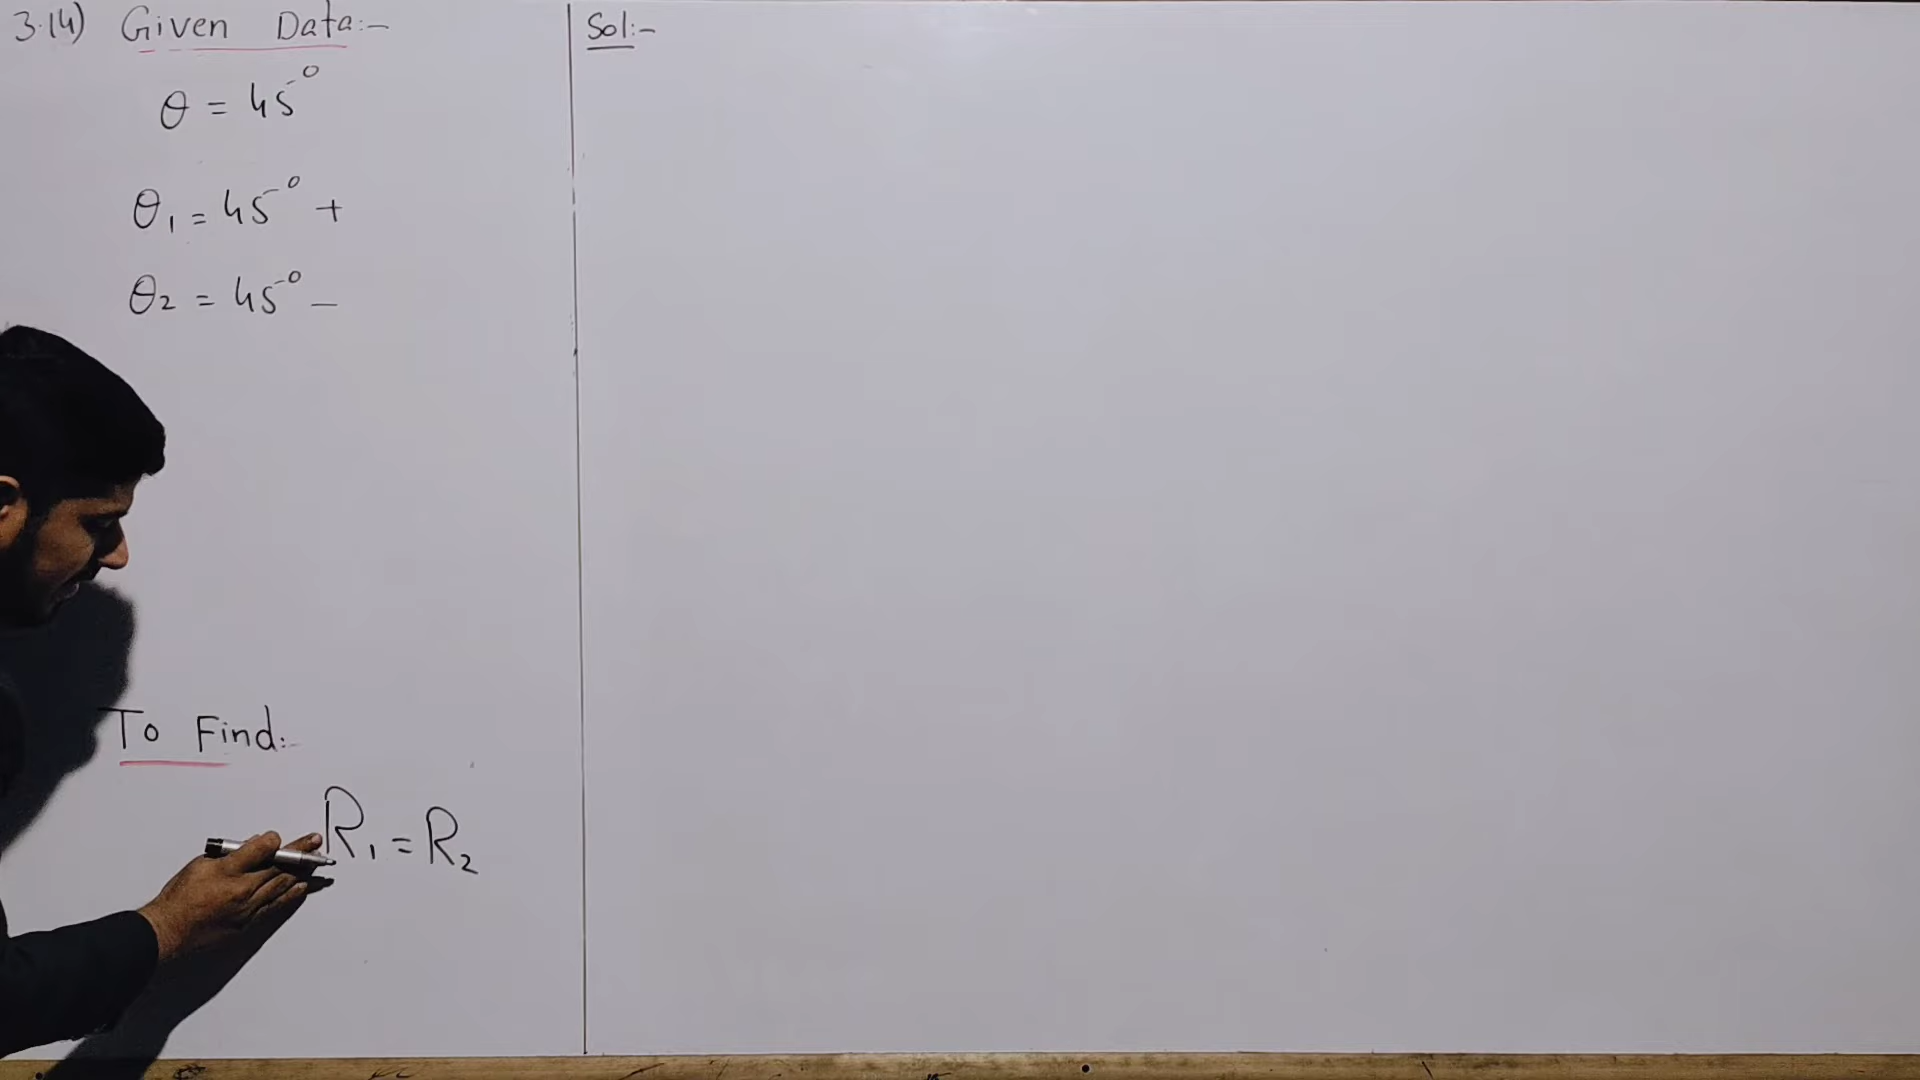 3.14) Given Data:-
θ = 45°
θ₁ = 45° +
θ₂ = 45° -
To Find:-
R₁ = R₂
Sol:-